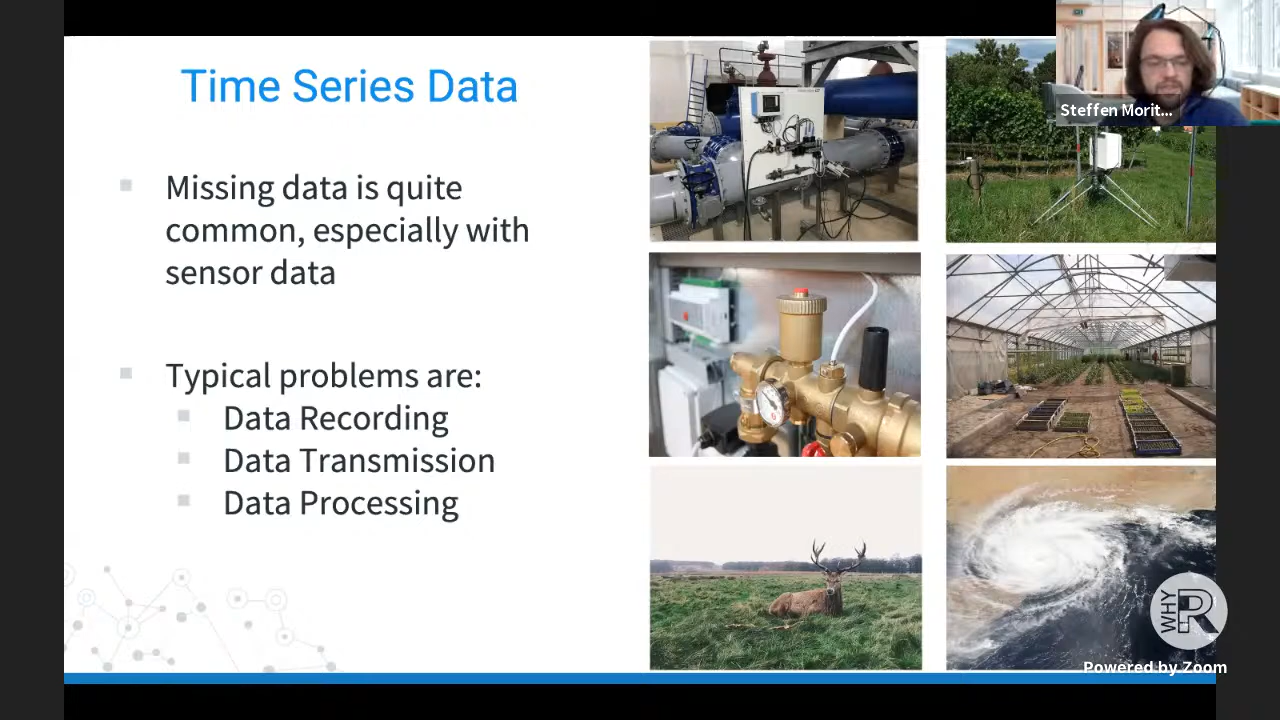 Time Series Data
Missing data is quite
common, especially with
sensor data
Typical problems are:
Data Recording
Data Transmission
Data Processing
Steffen Morit...
WHY R
Powered by Zoom